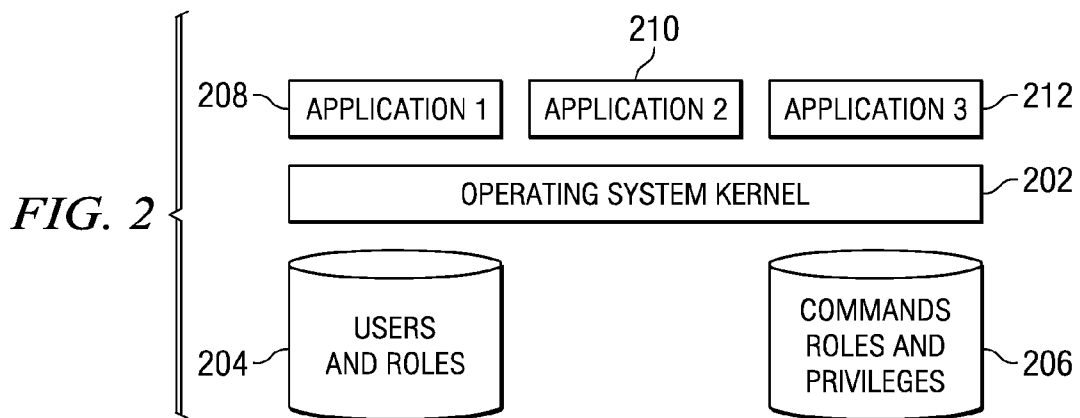 210
208
APPLICATION 1
APPLICATION 2
APPLICATION 3
212
OPERATING SYSTEM KERNEL
202
FIG. 2
USERS
AND ROLES
204
COMMANDS
ROLES AND
PRIVILEGES
206